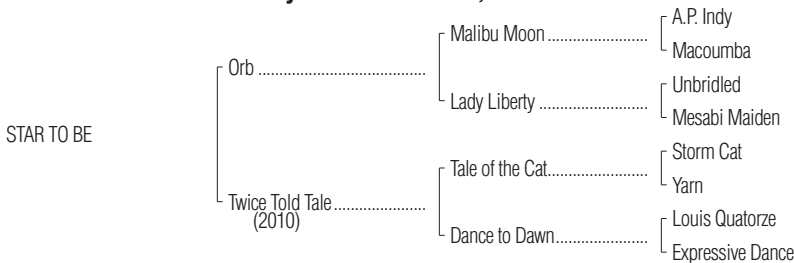 A.P. Indy
Malibu Moon
Macoumba
Orb
Unbridled
Lady Liberty
Mesabi Maiden
STAR TO BE
Storm Cat
Tale of the Cat
Yarn
Twice Told Tale
(2010)
Louis Quatorze
Dance to Dawn
Expressive Dance